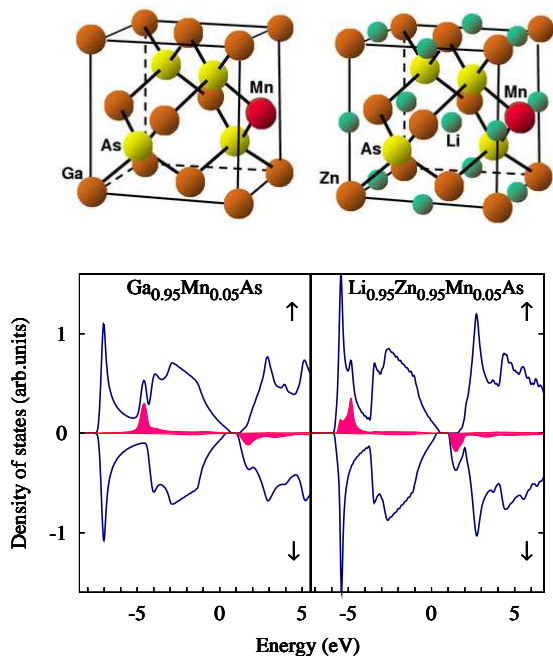 Mn
As
Ga
Mn
As
Li
Zn
Ga0.95Mn0.05As
Li0.95Zn0.95Mn0.05As
↑
↑
1
0
-1
↓
↓
Density of states (arb.units)
-5
0
5
-5
0
5
Energy (eV)